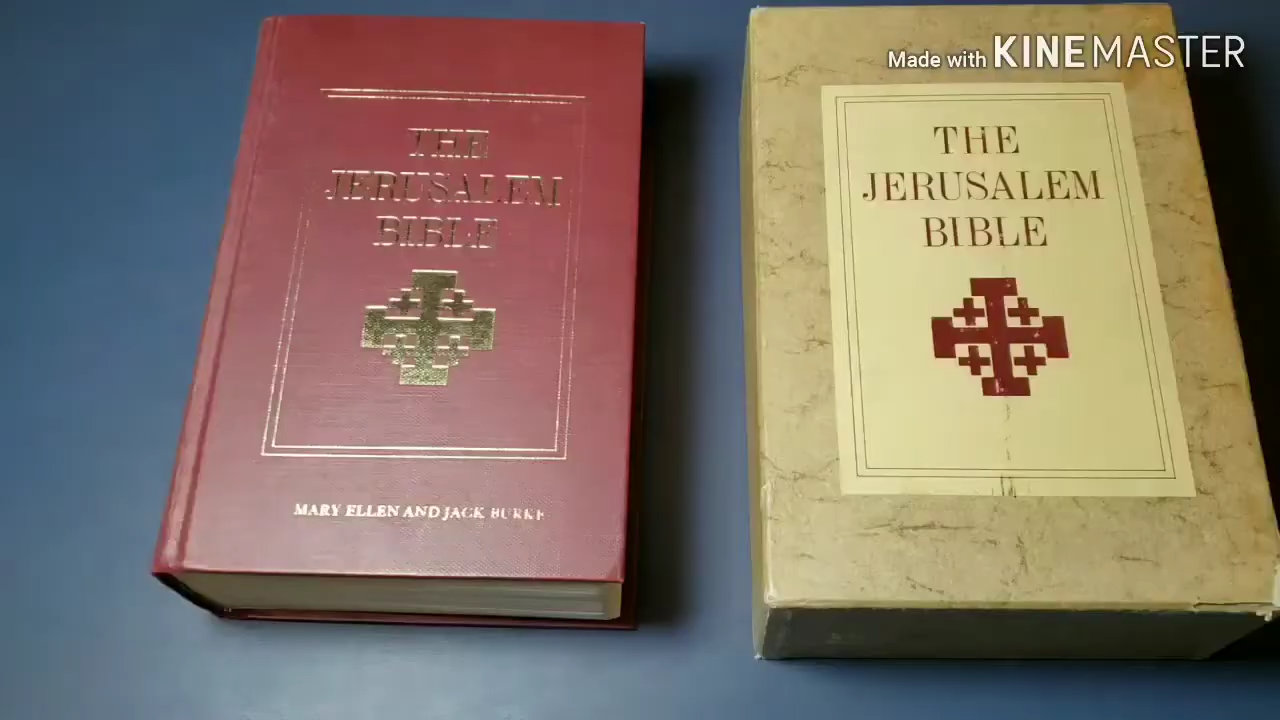 THE
JERUSALEM
BIBLE
MARY ELLEN AND JACK BURKE
Made with KINEMASTER
THE
JERUSALEM
BIBLE